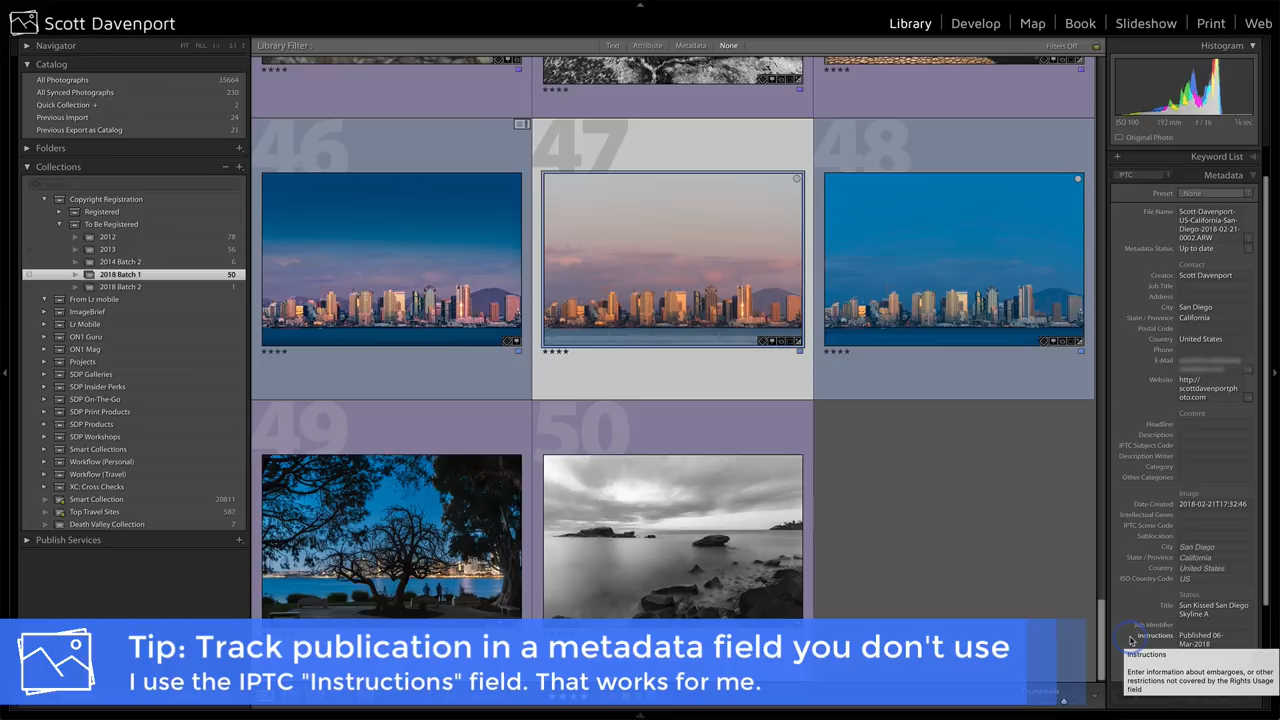 Scott Davenport
Library | Develop | Map | Book | Slideshow | Print | Web
Navigator FIT FILL 1:1 2:1
Library Filter : Text Attribute Metadata None Filters Off
Histogram
Catalog
All Photographs 35664
All Synced Photographs 230
Quick Collection + 2
Previous Import 24
Previous Export as Catalog 21
Folders
Collections
Copyright Registration
Registered
To Be Registered
2012 78
2013 56
2014 Batch 2 6
2018 Batch 1 50
2018 Batch 2 1
From Lr mobile
ImageBrief
Lr Mobile
ON1 Guru
ON1 Mag
Projects
SDP Galleries
SDP Insider Perks
SDP On-The-Go
SDP Print Products
SDP Products
SDP Workshops
Smart Collections
Workflow (Personal)
Workflow (Travel)
XC: Cross Checks
Smart Collection 20811
Top Travel Sites 587
Death Valley Collection 7
Publish Services
46
47
48
49
50
ISO 100 192 mm f / 16 1/8 sec
Original Photo
Keyword List
IPTC Metadata
Preset None
File Name Scott-Davenport-
US-California-San-
Diego-2018-02-21-
0002.ARW
Metadata Status Up to date
Contact
Creator Scott Davenport
Job Title
Address
City San Diego
State / Province California
Postal Code
Country United States
Phone
E-Mail
Website http://
scottdavenportph
oto.com
Content
Headline
Description
IPTC Subject Code
Description Writer
Category
Other Categories
Image
Date Created 2018-02-21T17:32:46
Intellectual Genre
IPTC Scene Code
Sublocation
City San Diego
State / Province California
Country United States
ISO Country Code US
Status
Title Sun Kissed San Diego
Skyline A
Job Identifier
Instructions Published 06-
Mar-2018
Instructions
Enter information about embargoes, or other
restrictions not covered by the Rights Usage
field
Thumbnails
Tip: Track publication in a metadata field you don't use
I use the IPTC "Instructions" field. That works for me.